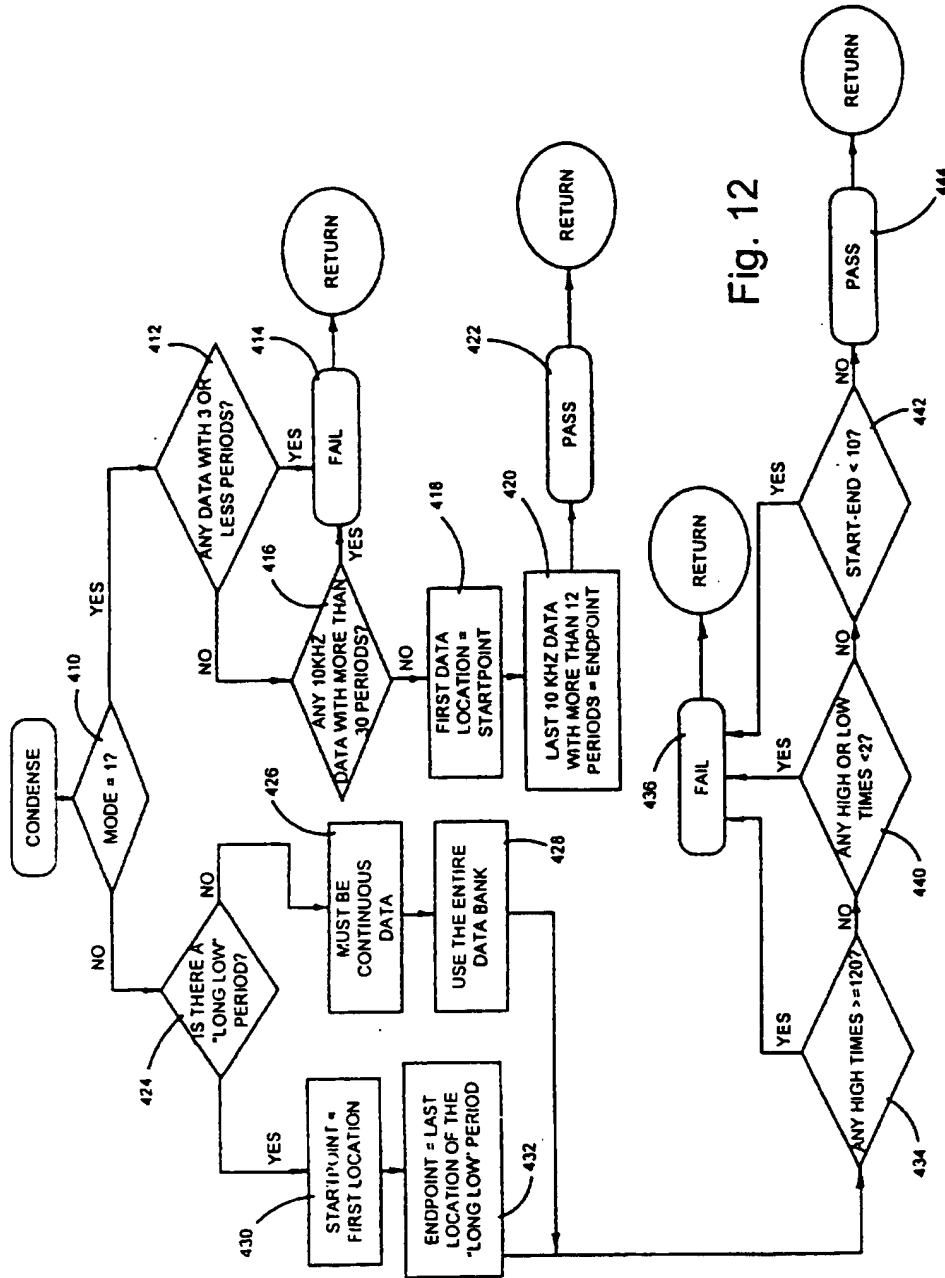 CONDENSE
410
MODE = 1?
YES
NO
412
ANY DATA WITH 3 OR
LESS PERIODS?
YES
NO
414
FAIL
RETURN
416
ANY 10KHZ
DATA WITH MORE THAN
30 PERIODS?
YES
NO
418
FIRST DATA
LOCATION =
STARTPOINT
420
LAST 10 KHZ DATA
WITH MORE THAN 12
PERIODS = ENDPOINT
422
PASS
RETURN
424
IS THERE A
"LONG LOW"
PERIOD?
NO
YES
426
MUST BE
CONTINUOUS
DATA
428
USE THE ENTIRE
DATA BANK
430
STARTPOINT =
FIRST LOCATION
432
ENDPOINT = LAST
LOCATION OF THE
"LONG LOW" PERIOD
434
ANY HIGH TIMES >=120?
YES
NO
436
FAIL
RETURN
440
ANY HIGH OR LOW
TIMES <2?
YES
NO
442
START-END < 10?
YES
NO
444
PASS
RETURN
Fig. 12